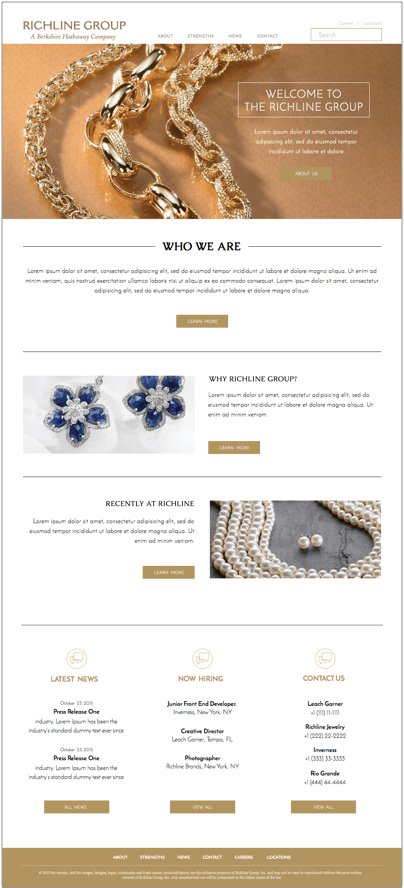 RICHLINE GROUP
A Berkshire Hathaway Company
Careers | Locations
ABOUT STRENGTHS NEWS CONTACT
Search
WELCOME TO
THE RICHLINE GROUP
Lorem ipsum dolor sit amet, consectetur
adipisicing elit, sed do eiusmod tempor
incididunt ut labore et dolore
ABOUT US
WHO WE ARE
Lorem ipsum dolor sit amet, consectetur adipisicing elit, sed do eiusmod tempor incididunt ut labore et dolore magna aliqua. Ut enim ad
minim veniam, quis nostrud exercitation ullamco laboris nisi ut aliquip ex ea commodo consequat. Lorem ipsum dolor sit amet, consectetur
adipisicing elit, sed do eiusmod tempor incididunt ut labore et dolore magna aliqua.
LEARN MORE
WHY RICHLINE GROUP?
Lorem ipsum dolor sit amet, consectetur adipisicing elit, sed do
eiusmod tempor incididunt ut labore et dolore magna aliqua. Ut
enim ad minim veniam.
LEARN MORE
RECENTLY AT RICHLINE
Lorem ipsum dolor sit amet, consectetur adipisicing elit, sed do
eiusmod tempor incididunt ut labore et dolore magna aliqua. Ut
enim ad minim veniam.
LEARN MORE
LATEST NEWS
October 23, 2015
Press Release One
industry. Lorem Ipsum has been the
industry's standard dummy text ever since
October 23, 2015
Press Release One
industry. Lorem Ipsum has been the
industry's standard dummy text ever since
ALL NEWS
NOW HIRING
Junior Front End Developer.
Inverness, New York, NY
Creative Director
Leach Garner, Tampa, FL
Photographer
Richline Brands, New York, NY
VIEW ALL
CONTACT US
Leach Garner
+1 (111) 11-1111
Richline Jewelry
+1 (222) 22-2222
Inverness
+1 (333) 33-3333
Rio Grande
+1 (444) 44-4444
VIEW ALL
ABOUT STRENGTHS NEWS CONTACT CAREERS LOCATIONS